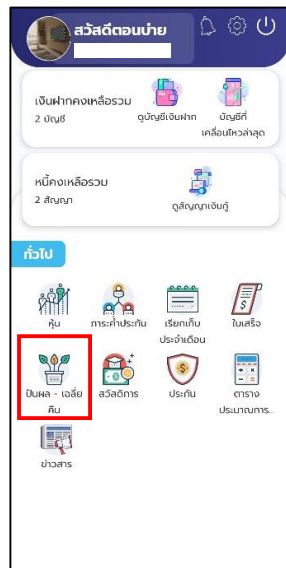 สวัสดีตอนบ่าย
เงินฝากคงเหลือรวม
2 บัญชี
ดูบัญชีเงินฝาก
บัญชีที่
เคลื่อนไหวล่าสุด
หนี้คงเหลือรวม
2 สัญญา
ดูสัญญาเงินกู้
ทั่วไป
หุ้น
ภาระค้ำประกัน
เรียกเก็บ
ประจำเดือน
ใบเสร็จ
ปันผล - เฉลี่ย
คืน
สวัสดิการ
ประกัน
ตาราง
ประมาณการ...
ข่าวสาร